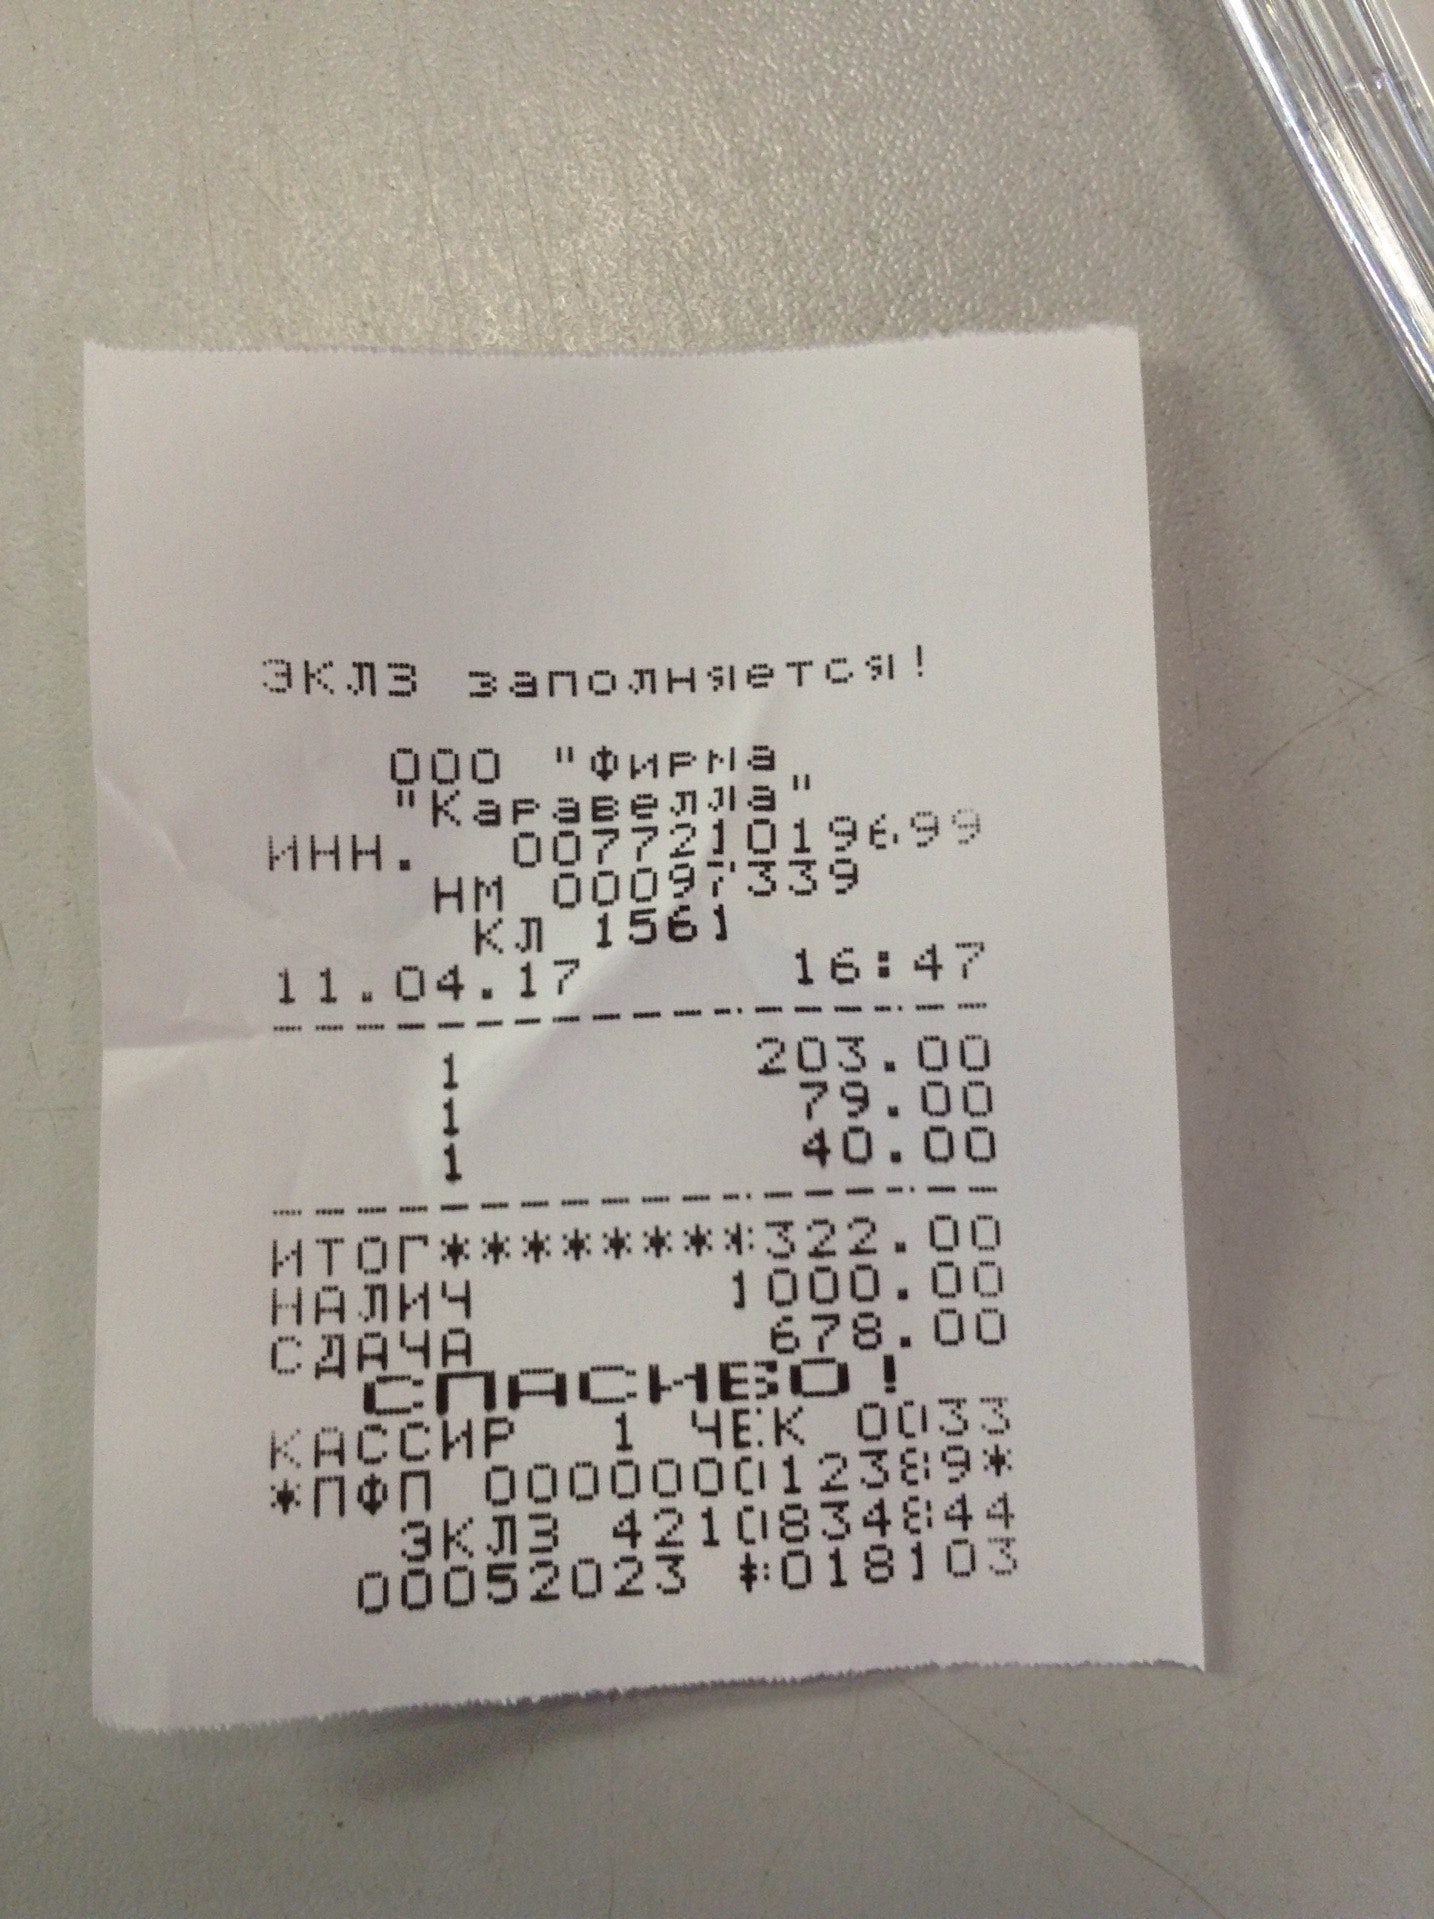 ЭКЛЗ заполняется!
ООО "Фирма
"Каравелла"
ИНН. 007721019699
НМ 00097339
КЛ 1561
11.04.17 16:47
1 203.00
1 79.00
1 40.00
ИТОГ********322.00
НАЛИЧ 1000.00
СДАЧА 678.00
СПАСИБО!
КАССИР 1 ЧЕК 0033
*ПФП 000000012389*
ЭКЛЗ 4210834844
00052023 #018103